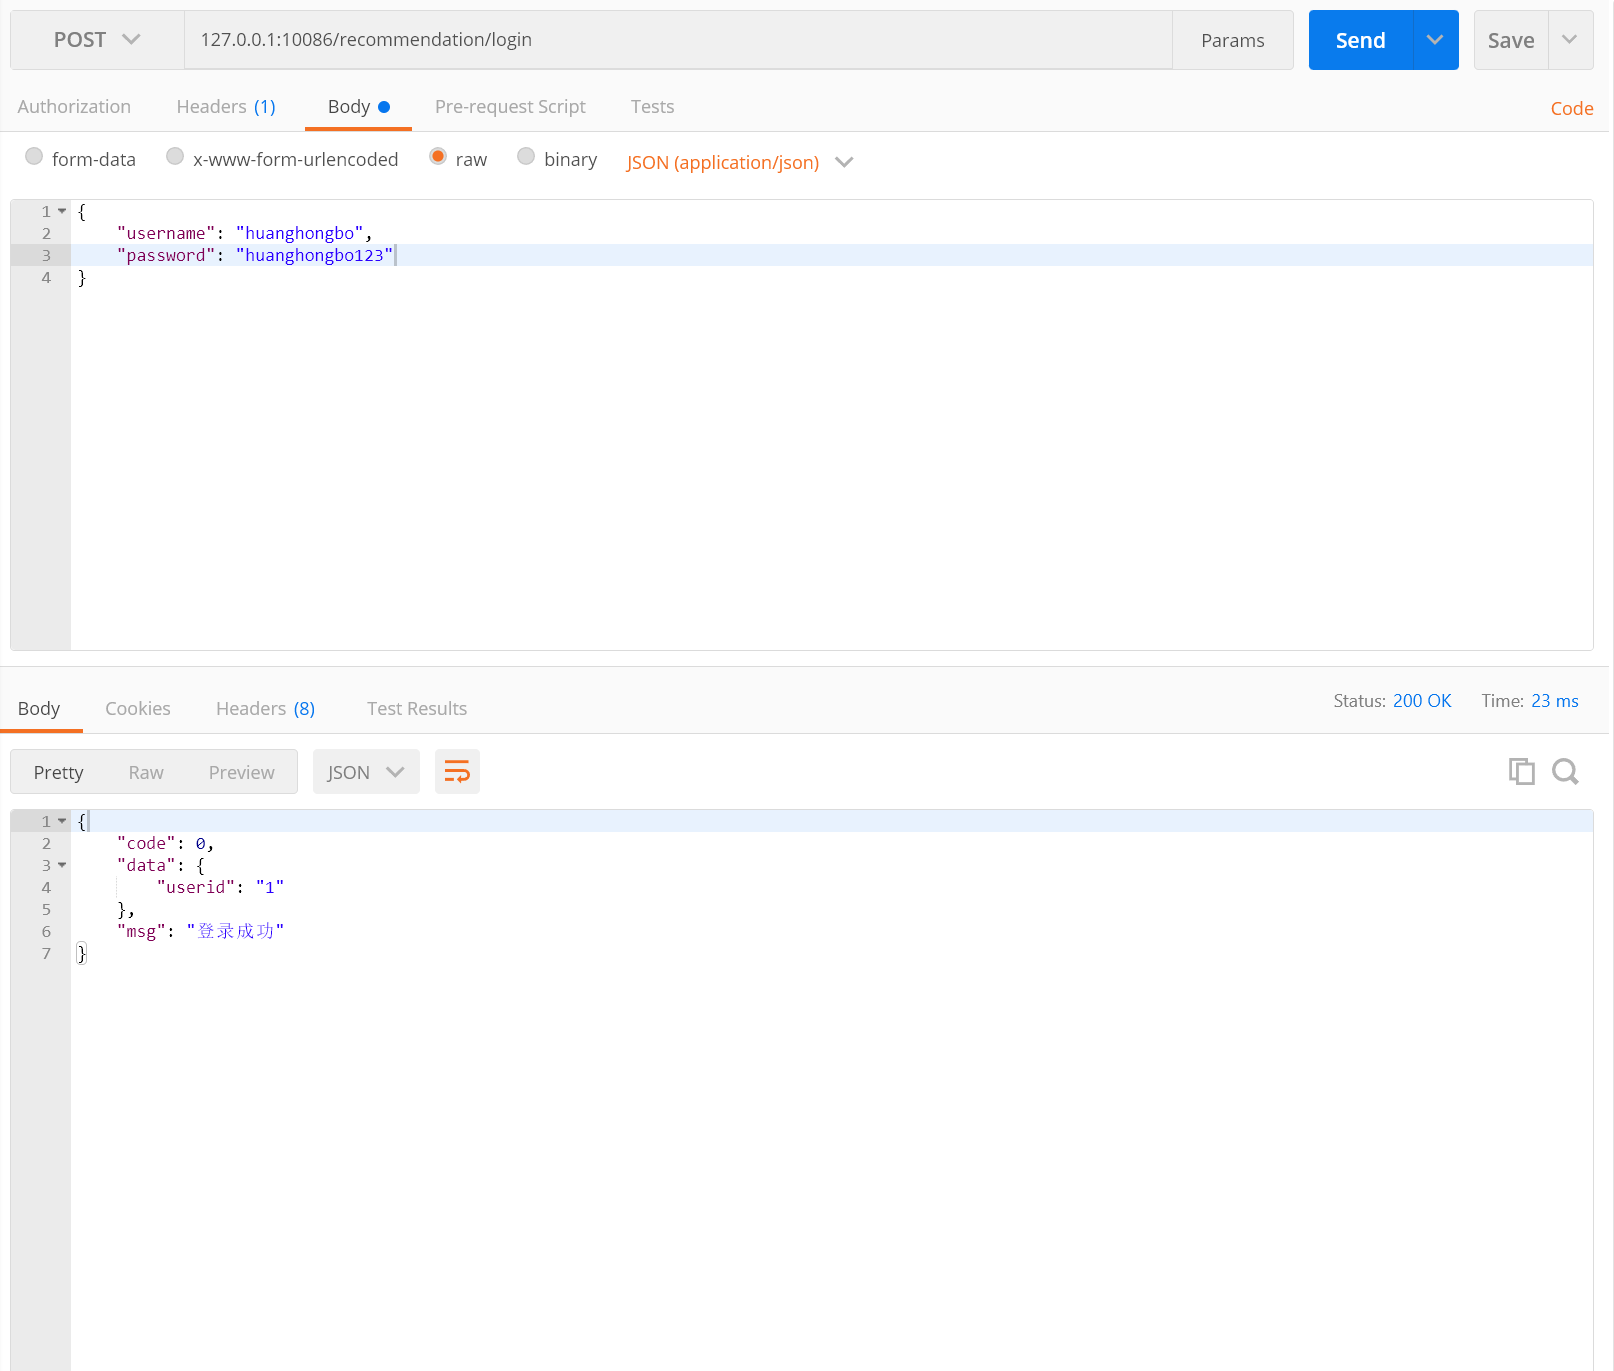 POST 127.0.0.1:10086/recommendation/login Params Send Save
Authorization Headers (1) Body Pre-request Script Tests Code
form-data x-www-form-urlencoded raw binary JSON (application/json)
1 {
2 "username": "huanghongbo",
3 "password": "huanghongbo123"
4 }
Body Cookies Headers (8) Test Results Status: 200 OK Time: 23 ms
Pretty Raw Preview JSON
1 {
2 "code": 0,
3 "data": {
4 "userid": "1"
5 },
6 "msg": "登录成功"
7 }